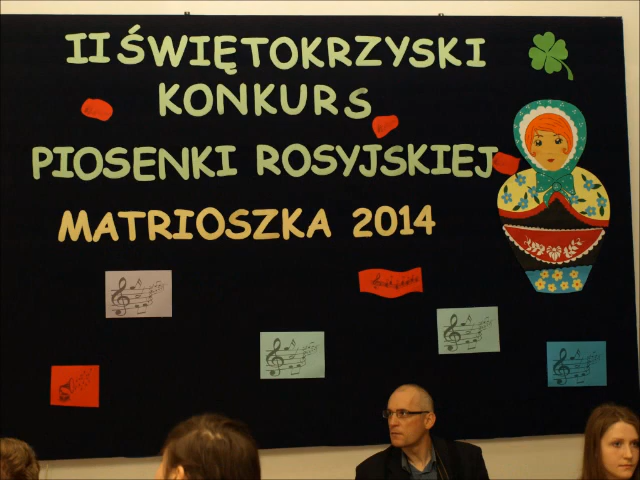 II ŚWIĘTOKRZYSKI
KONKURS
PIOSENKI ROSYJSKIEJ
MATRIOSZKA 2014